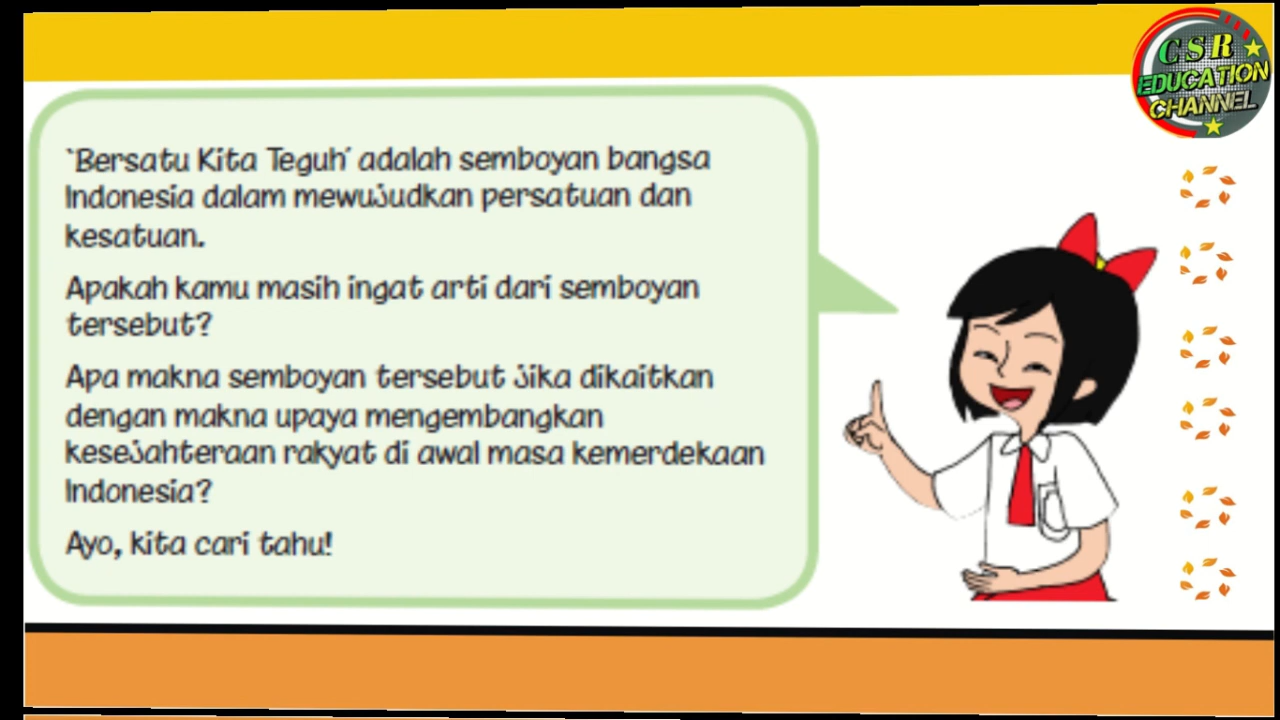 CSR
EDUCATION
CHANNEL
`Bersatu Kita Teguh' adalah semboyan bangsa
Indonesia dalam mewujudkan persatuan dan
kesatuan.
Apakah kamu masih ingat arti dari semboyan
tersebut?
Apa makna semboyan tersebut jika dikaitkan
dengan makna upaya mengembangkan
kesejahteraan rakyat di awal masa kemerdekaan
Indonesia?
Ayo, kita cari tahu!